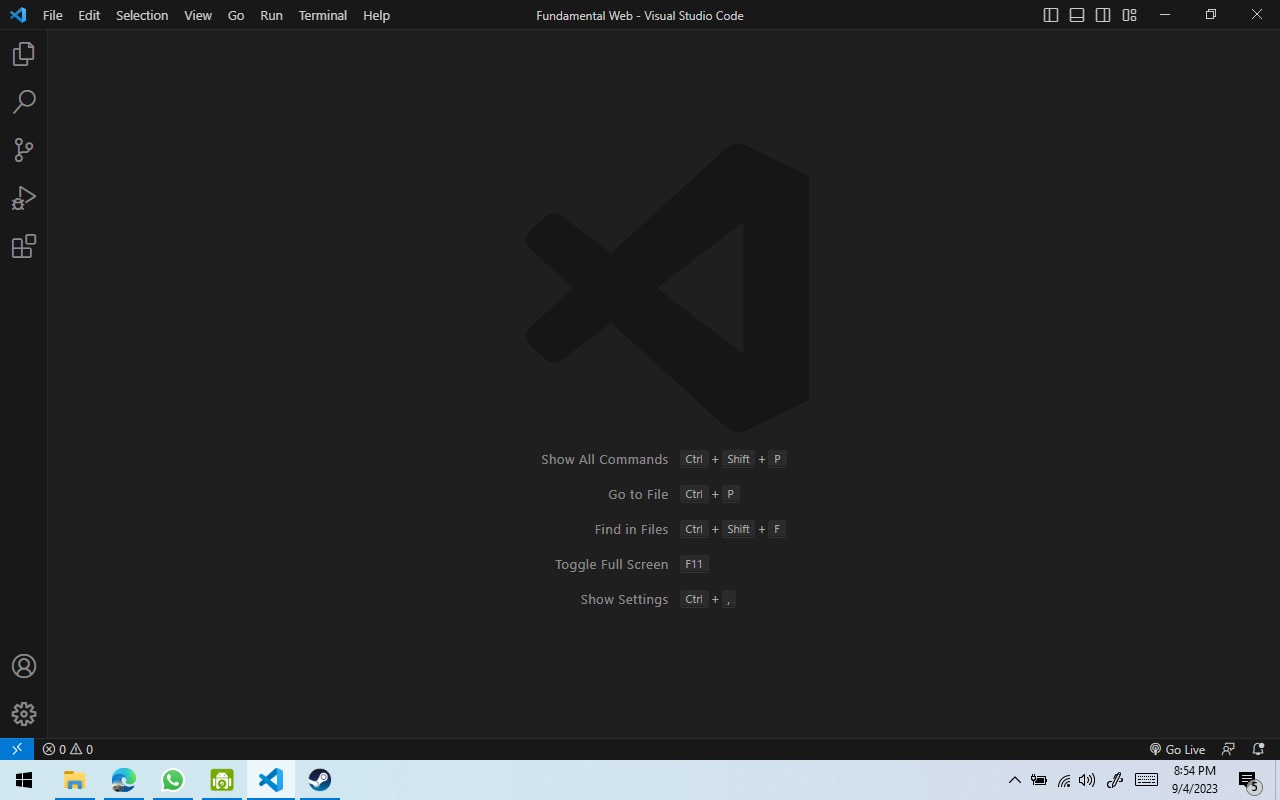 File Edit Selection View Go Run Terminal Help Fundamental Web - Visual Studio Code
Show All Commands Ctrl + Shift + P
Go to File Ctrl + P
Find in Files Ctrl + Shift + F
Toggle Full Screen F11
Show Settings Ctrl + ,
0 0 Go Live
8:54 PM
9/4/2023
5